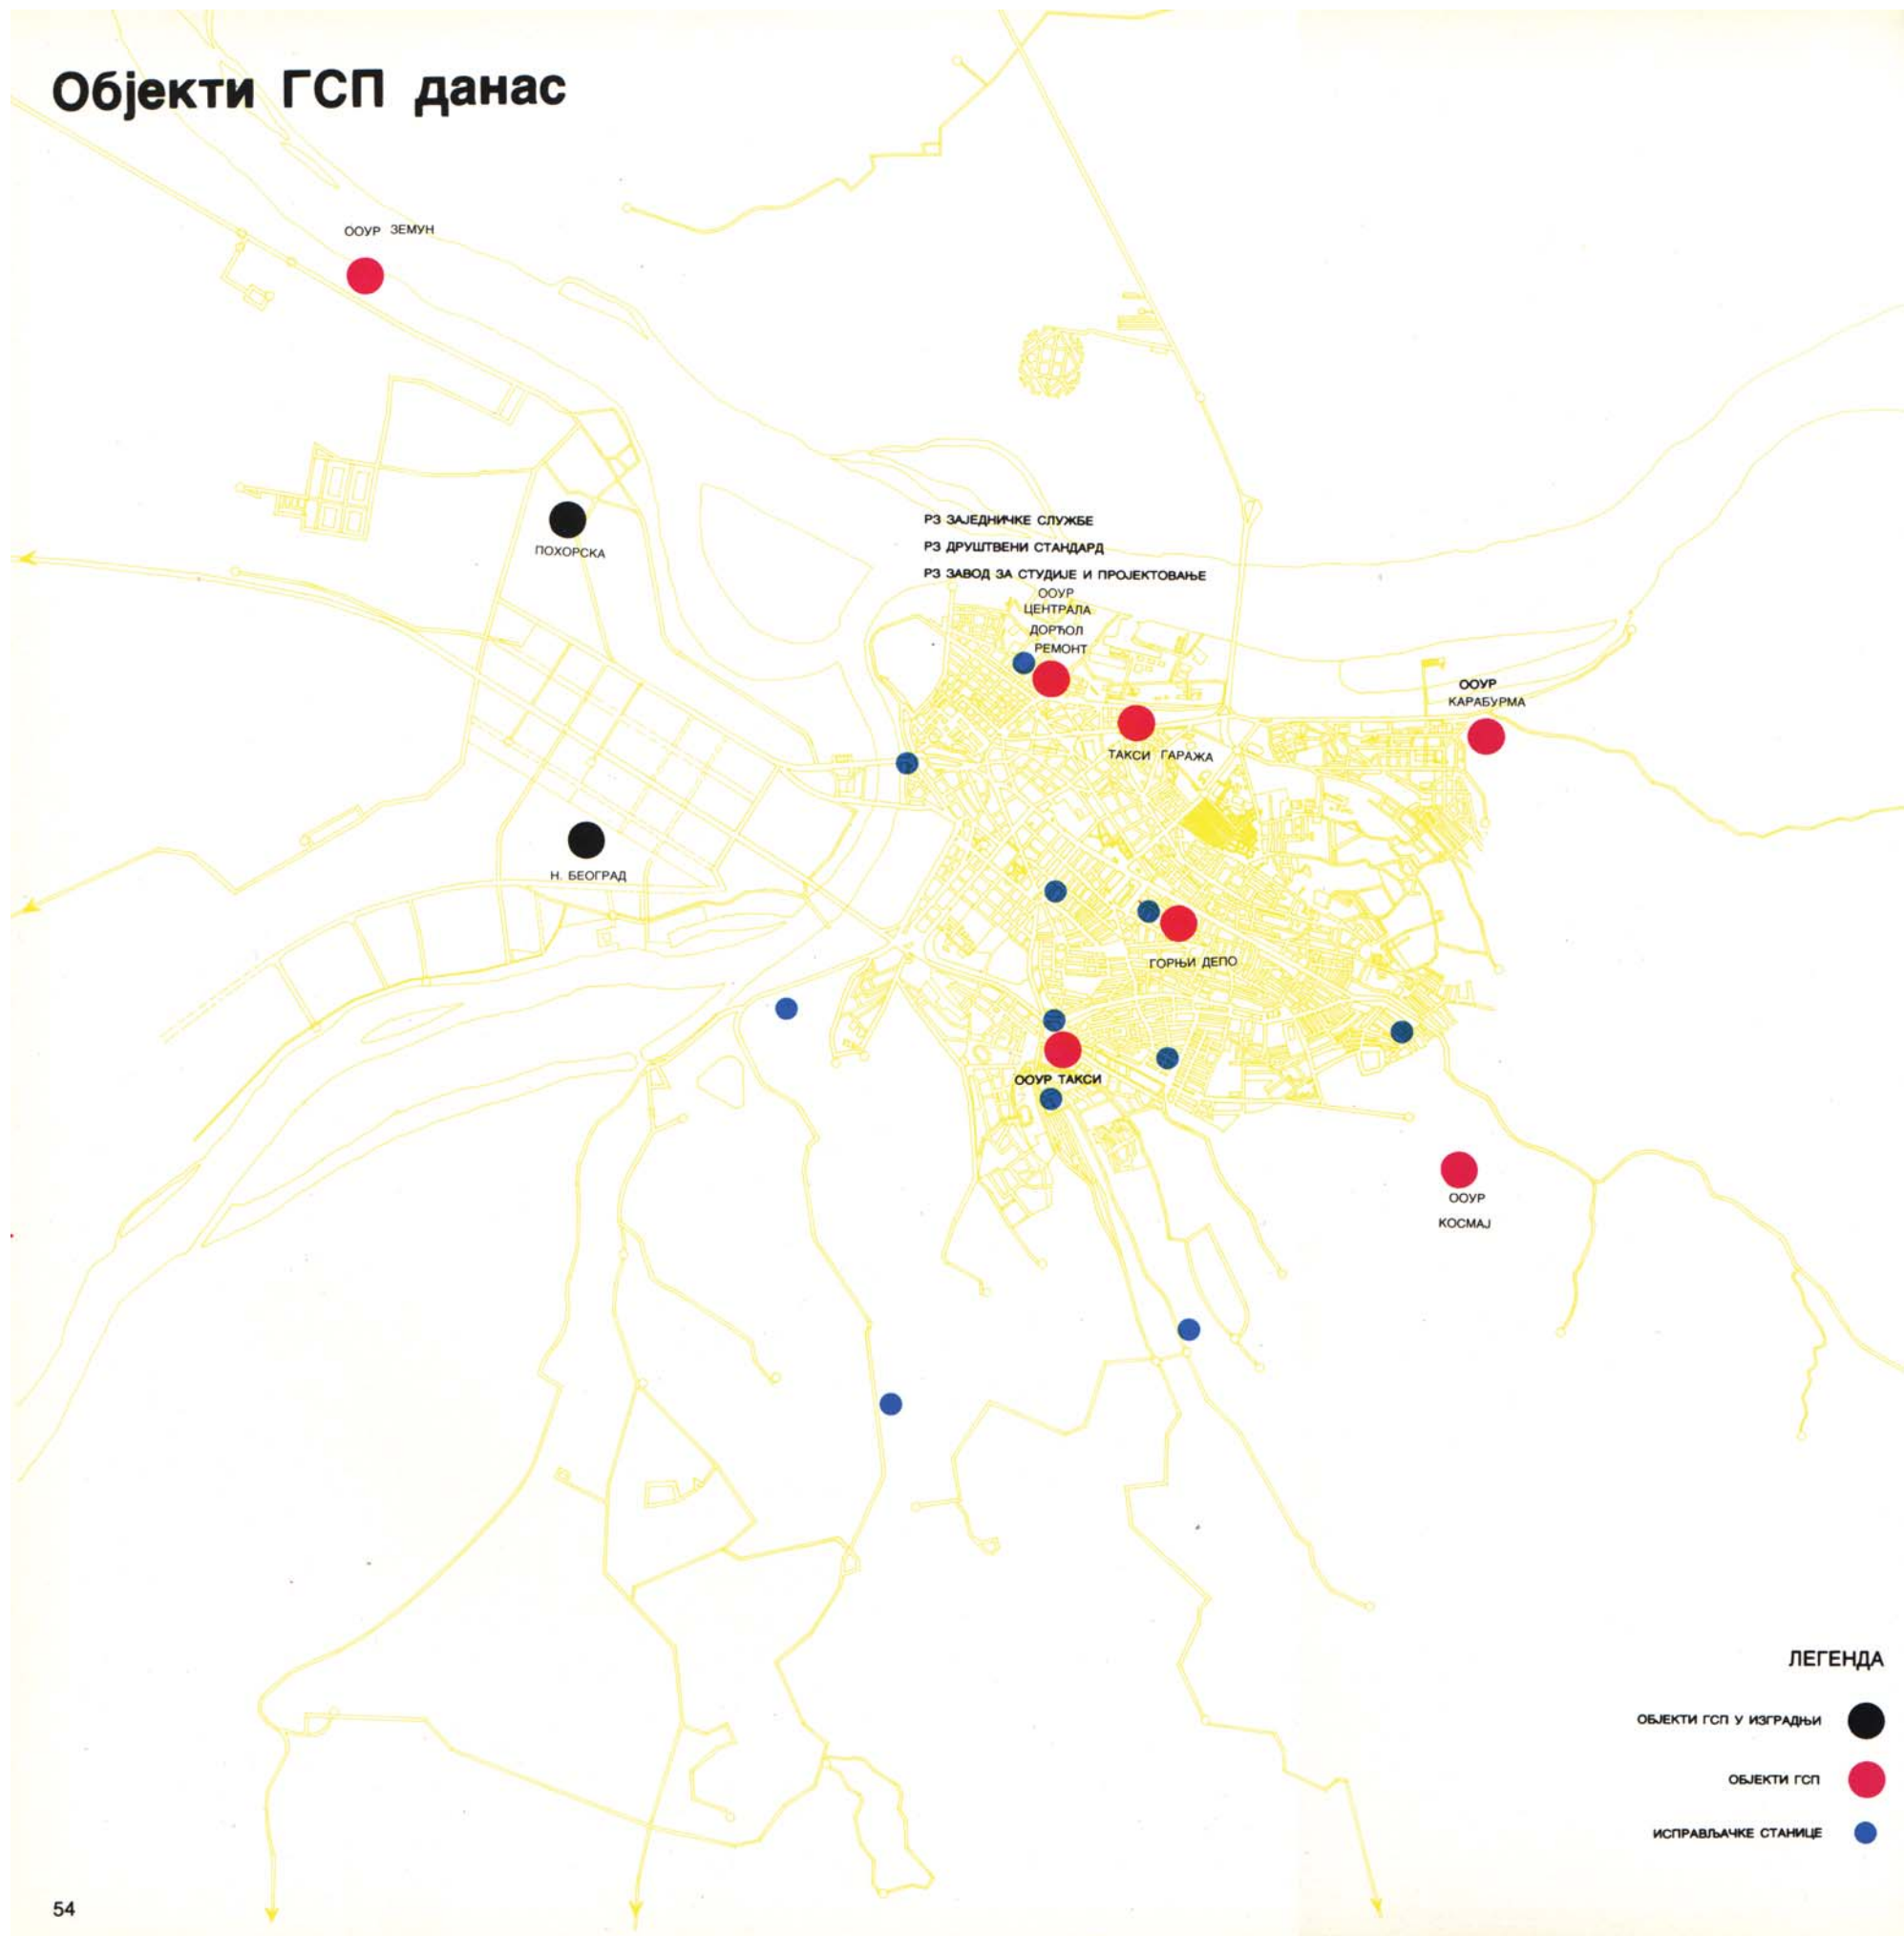 Објекти ГСП данас
ООУР ЗЕМУН
ПОХОРСКА
РЗ ЗАЈЕДНИЧКЕ СЛУЖБЕ
РЗ ДРУШТВЕНИ СТАНДАРД
РЗ ЗАВОД ЗА СТУДИЈЕ И ПРОЈЕКТОВАЊЕ
ООУР
ЦЕНТРАЛА
ДОРЋОЛ
РЕМОНТ
ООУР
КАРАБУРМА
ТАКСИ ГАРАЖА
Н. БЕОГРАД
ГОРЊИ ДЕПО
ООУР ТАКСИ
ООУР
КОСМАЈ
ЛЕГЕНДА
ОБЈЕКТИ ГСП У ИЗГРАДЊИ
ОБЈЕКТИ ГСП
ИСПРАВЉАЧКЕ СТАНИЦЕ
54